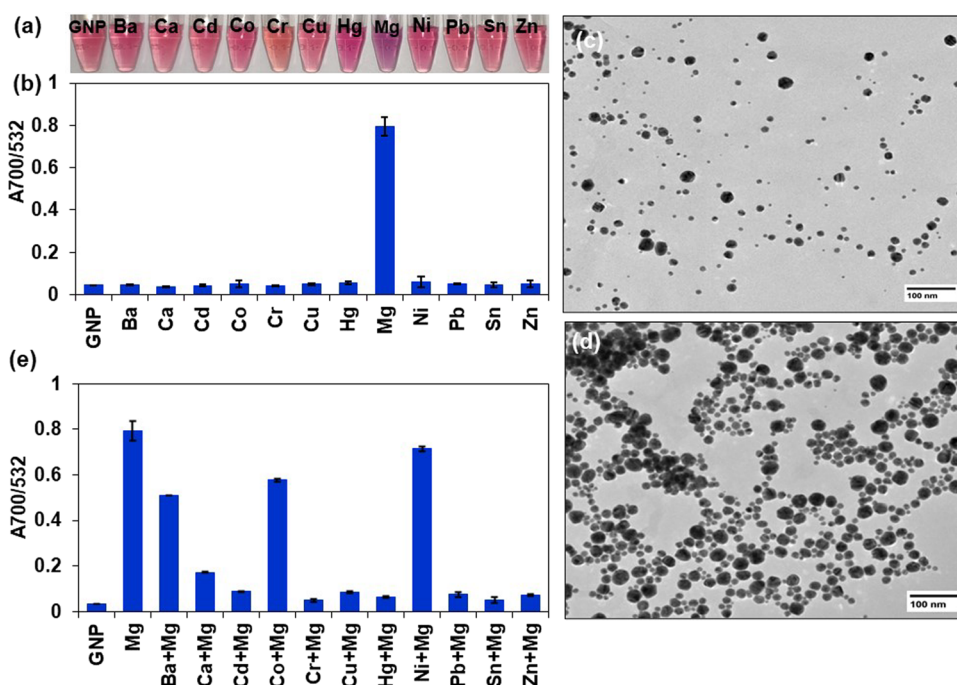 (a)
GNP Ba Ca Cd Co Cr Cu Hg Mg Ni Pb Sn Zn
(b)
1
0.8
0.6
0.4
0.2
0
A700/532
GNP Ba Ca Cd Co Cr Cu Hg Mg Ni Pb Sn Zn
(c)
100 nm
(d)
100 nm
(e)
1
0.8
0.6
0.4
0.2
0
A700/532
GNP Mg Ba+Mg Ca+Mg Cd+Mg Co+Mg Cr+Mg Cu+Mg Hg+Mg Ni+Mg Pb+Mg Sn+Mg Zn+Mg